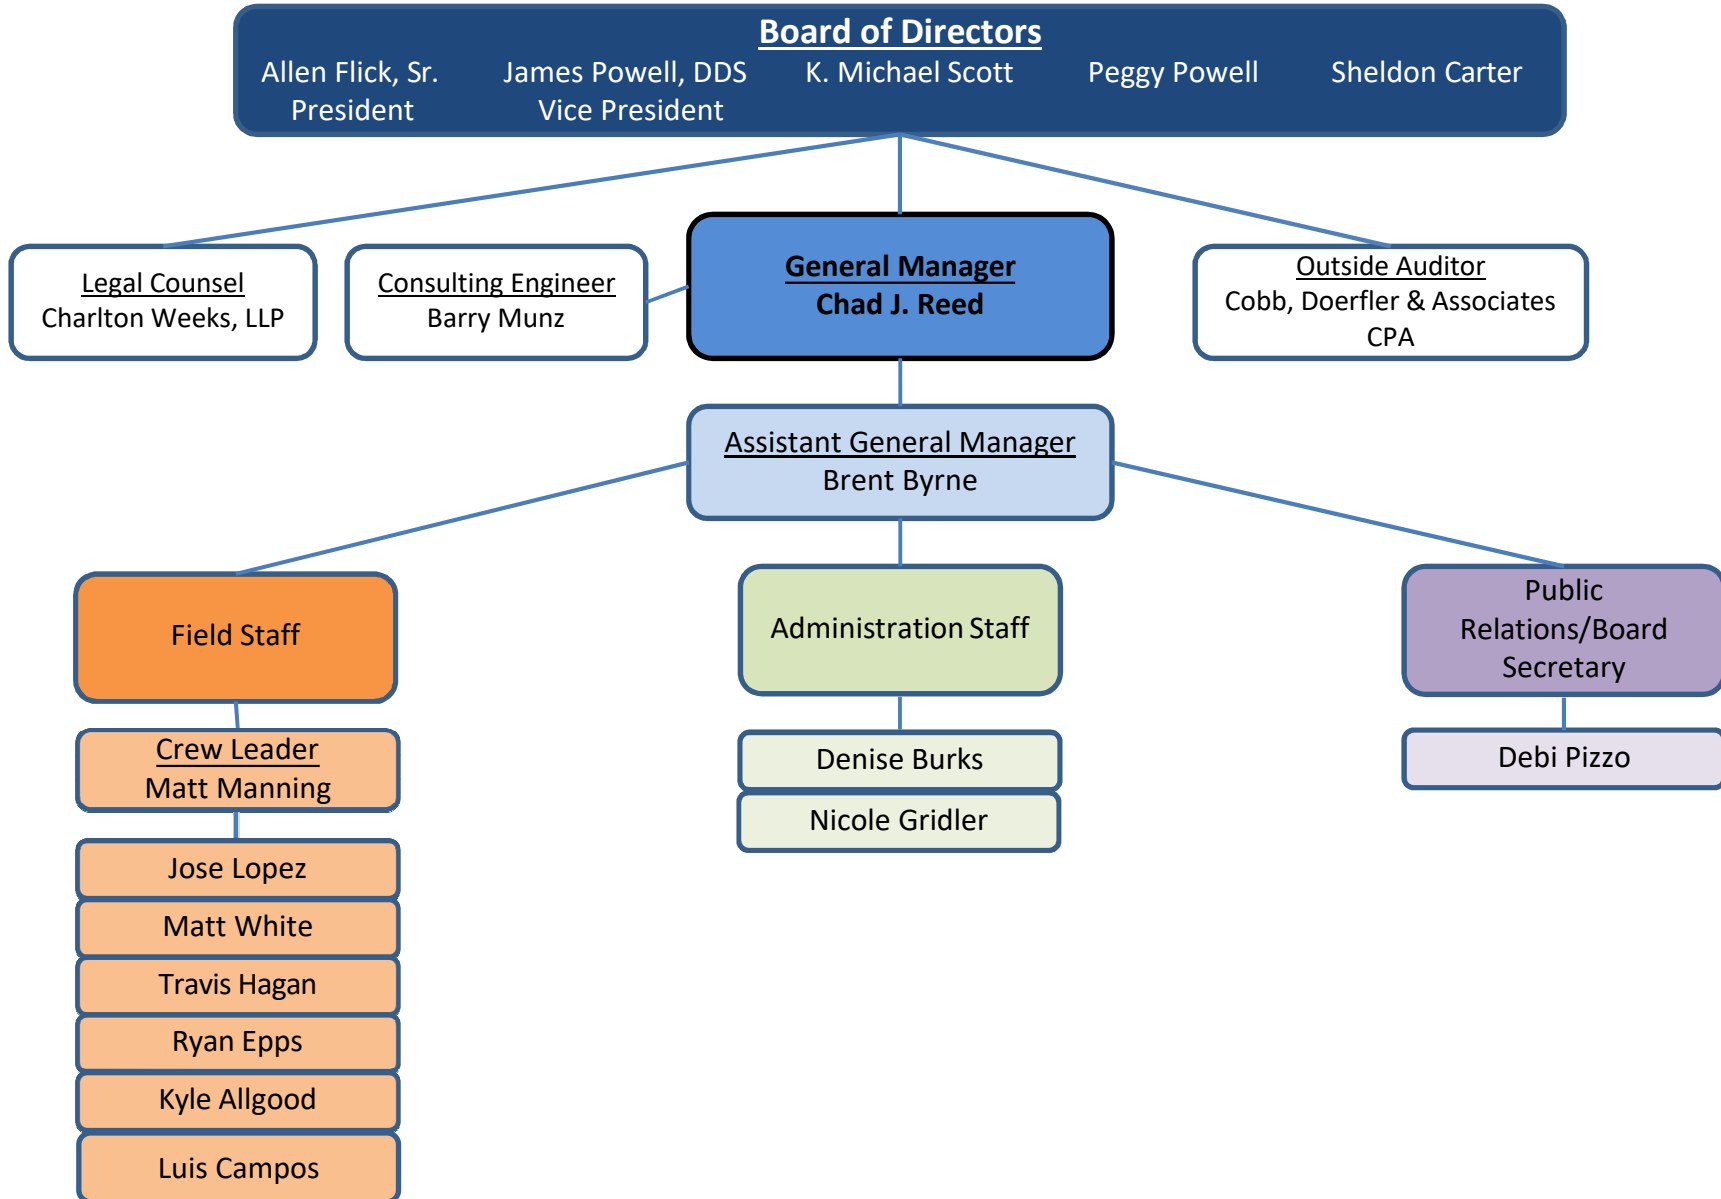 Board of Directors
Allen Flick, Sr. James Powell, DDS K. Michael Scott Peggy Powell Sheldon Carter
President Vice President
Legal Counsel
Charlton Weeks, LLP
Consulting Engineer
Barry Munz
General Manager
Chad J. Reed
Outside Auditor
Cobb, Doerfler & Associates
CPA
Assistant General Manager
Brent Byrne
Field Staff
Administration Staff
Public
Relations/Board
Secretary
Crew Leader
Matt Manning
Jose Lopez
Matt White
Travis Hagan
Ryan Epps
Kyle Allgood
Luis Campos
Denise Burks
Nicole Gridler
Debi Pizzo